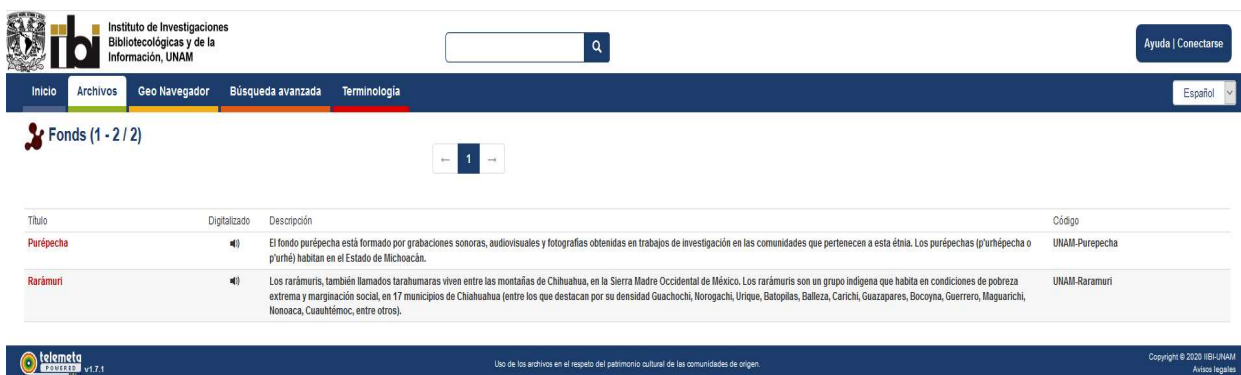 Instituto de Investigaciones
Bibliotecológicas y de la
Información, UNAM
iibi
Ayuda | Conectarse
Inicio Archivos Geo Navegador Búsqueda avanzada Terminología
Español
Fonds (1 - 2 / 2)
← 1 →
Título Digitalizado Descripción Código
Purépecha El fondo purépecha está formado por grabaciones sonoras, audiovisuales y fotografías obtenidas en trabajos de investigación en las comunidades que pertenecen a esta étnia. Los purépechas (p'urhépecha o UNAM-Purepecha
p'urhé) habitan en el Estado de Michoacán.
Rarámuri Los rarámuris, también llamados tarahumaras viven entre las montañas de Chihuahua, en la Sierra Madre Occidental de México. Los rarámuris son un grupo indígena que habita en condiciones de pobreza UNAM-Raramuri
extrema y marginación social, en 17 municipios de Chiahuahua (entre los que destacan por su densidad Guachochi, Norogachi, Urique, Batopilas, Balleza, Carichi, Guazapares, Bocoyna, Guerrero, Maguarichi,
Nonoaca, Cuauhtémoc, entre otros).
telemeta
POWERED v1.7.1
Uso de los archivos en el respeto del patrimonio cultural de las comunidades de origen.
Copyright © 2020 IIBI-UNAM
Avisos legales